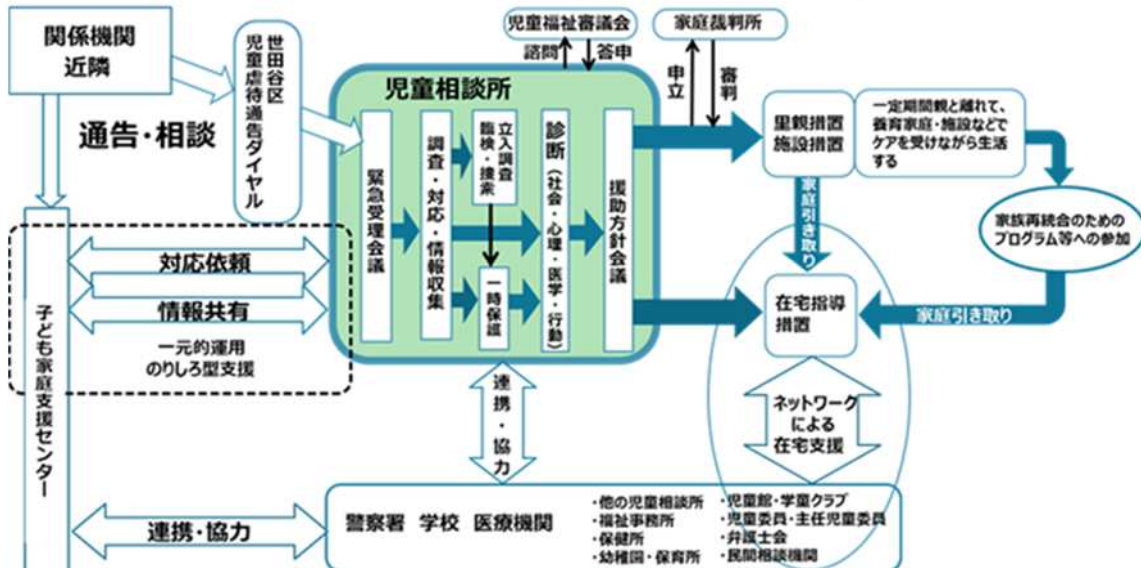 関係機関
近隣
通告・相談
世田谷区
児童虐待通告ダイヤル
児童福祉審議会
諮問
答申
家庭裁判所
申立
審判
児童相談所
緊急受理会議
調査・対応・情報収集
立入調査
臨検・捜索
一時保護
診断（社会・心理・医学・行動）
援助方針会議
里親措置
施設措置
一定期間親と離れて、
養育家庭・施設などで
ケアを受けながら生活
する
家族再統合のための
プログラム等への参加
家庭引き取り
家庭引き取り
在宅指導
措置
対応依頼
情報共有
一元的運用
のりしろ型支援
子ども家庭支援センター
連携・協力
ネットワーク
による
在宅支援
連携・協力
警察署 学校 医療機関
・他の児童相談所
・福祉事務所
・保健所
・幼稚園・保育所
・児童館・学童クラブ
・児童委員・主任児童委員
・弁護士会
・民間相談機関